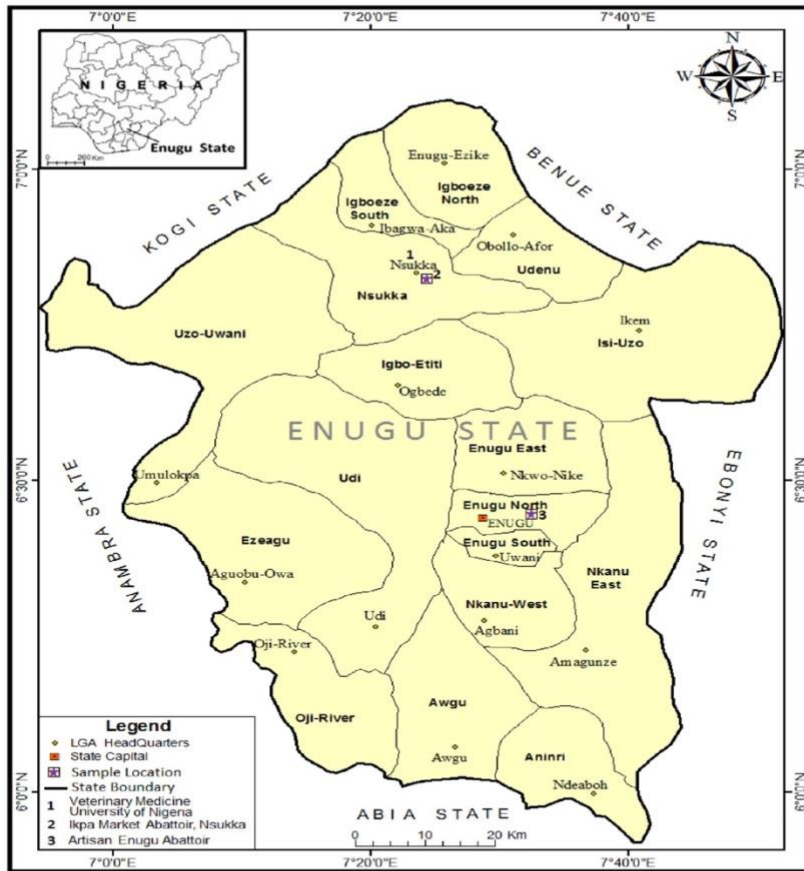 7°0'0"E
7°20'0"E
7°40'0"E
NIGERIA
Enugu State
0 260 Km
N
W E
S
7°0'0"N
7°0'0"N
KOGI STATE
BENUE STATE
Enugu-Ezike
Igboeze
North
Igboeze
South
Ibagwa-Aka
Obollo-Afor
Udenu
1
Nsukka
2
Nsukka
Uzo-Uwani
Ikem
Isi-Uzo
Igbo-Etiti
Ogbede
ENUGU STATE
Enugu East
Nkwo-Nike
6°30'0"N
6°30'0"N
Umulokpa
Udi
Enugu North
3
ENUGU
Enugu South
Uwani
ANAMBRA STATE
EBONYI STATE
Ezeagu
Aguobu-Owa
Nkanu
East
Nkanu-West
Agbani
Udi
Oji-River
Amagunze
Oji-River
Awgu
Awgu
Aninri
Ndeaboh
Legend
LGA HeadQuarters
State Capital
Sample Location
State Boundary
1 Veterinary Medicine
University of Nigeria
2 Ikpa Market Abattoir, Nsukka
3 Artisan Enugu Abattoir
6°0'0"N
6°0'0"N
ABIA STATE
0 5 10 20 Km
7°0'0"E
7°20'0"E
7°40'0"E